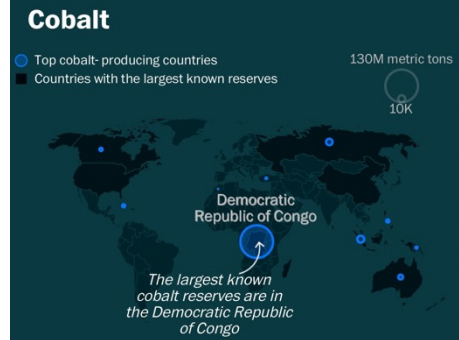 Cobalt
Top cobalt- producing countries
Countries with the largest known reserves
130M metric tons
10K
Democratic
Republic of Congo
The largest known
cobalt reserves are in
the Democratic Republic
of Congo